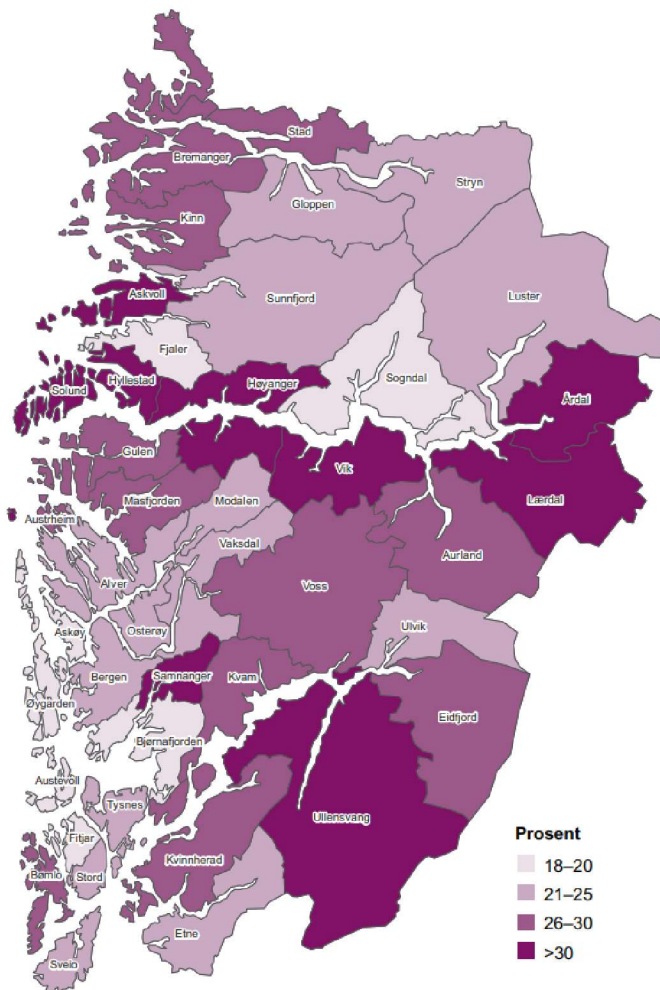 Stad
Bremanger
Stryn
Gloppen
Kinn
Askvoll
Sunnfjord
Luster
Fjaler
Hyllestad
Høyanger
Sogndal
Solund
Årdal
Gulen
Vik
Lærdal
Masfjorden
Modalen
Austrheim
Vaksdal
Aurland
Alver
Voss
Askøy
Osterøy
Ulvik
Bergen
Samnanger
Kvam
Øygarden
Eidfjord
Bjørnafjorden
Austevoll
Tysnes
Ullensvang
Fitjar
Bømlo
Stord
Kvinnherad
Etne
Sveio
Prosent
18–20
21–25
26–30
>30